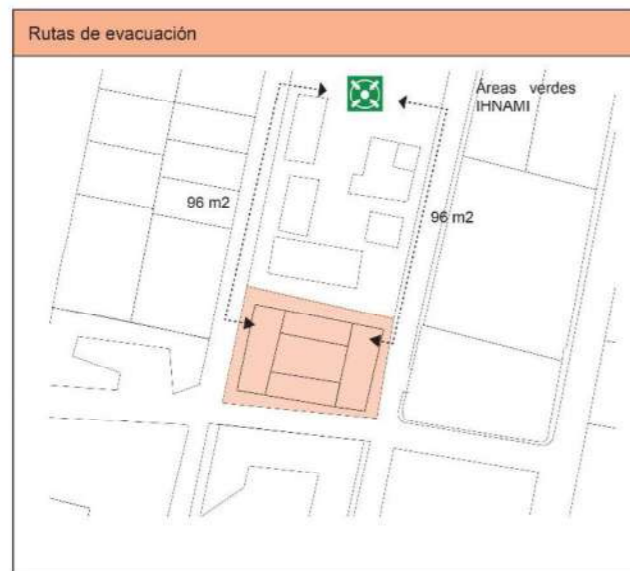 Rutas de evacuación
Áreas verdes
IHNAMI
96 m2
96 m2